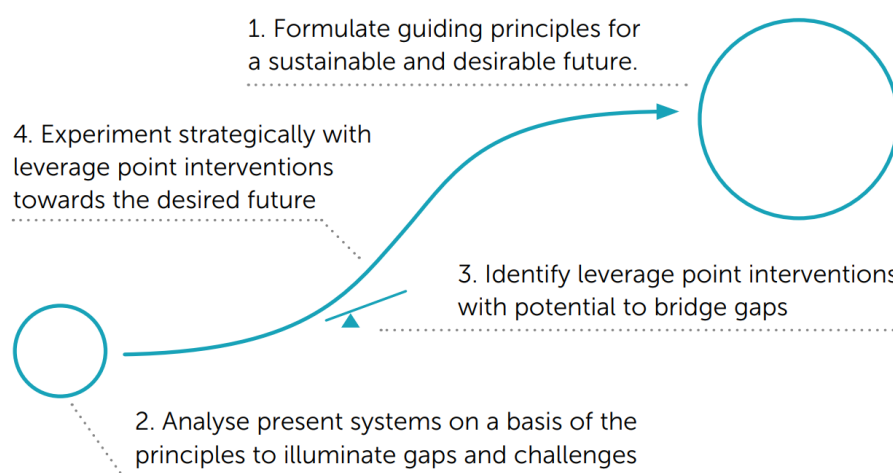 1. Formulate guiding principles for
a sustainable and desirable future.
4. Experiment strategically with
leverage point interventions
towards the desired future
3. Identify leverage point interventions
with potential to bridge gaps
2. Analyse present systems on a basis of the
principles to illuminate gaps and challenges